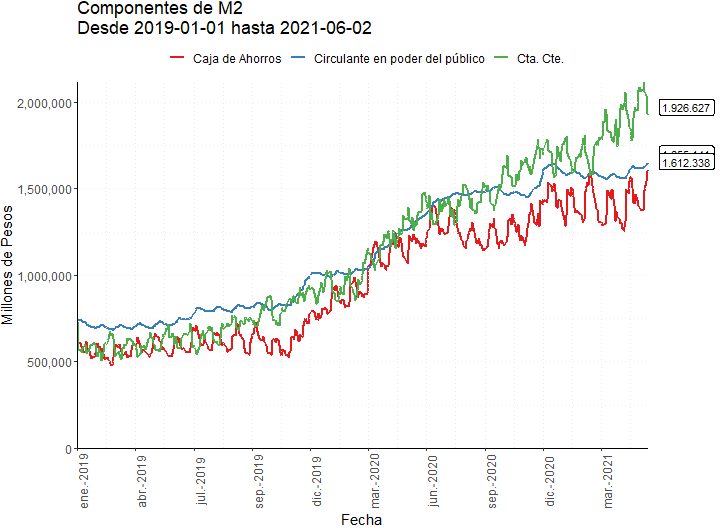 Componentes de M2
Desde 2019-01-01 hasta 2021-06-02
Caja de Ahorros Circulante en poder del público Cta. Cte.
Millones de Pesos
2,000,000
1,500,000
1,000,000
500,000
0
1.926.627
1.612.338
ene.-2019 abr.-2019 jul.-2019 sep.-2019 dic.-2019 mar.-2020 jun.-2020 sep.-2020 dic.-2020 mar.-2021
Fecha